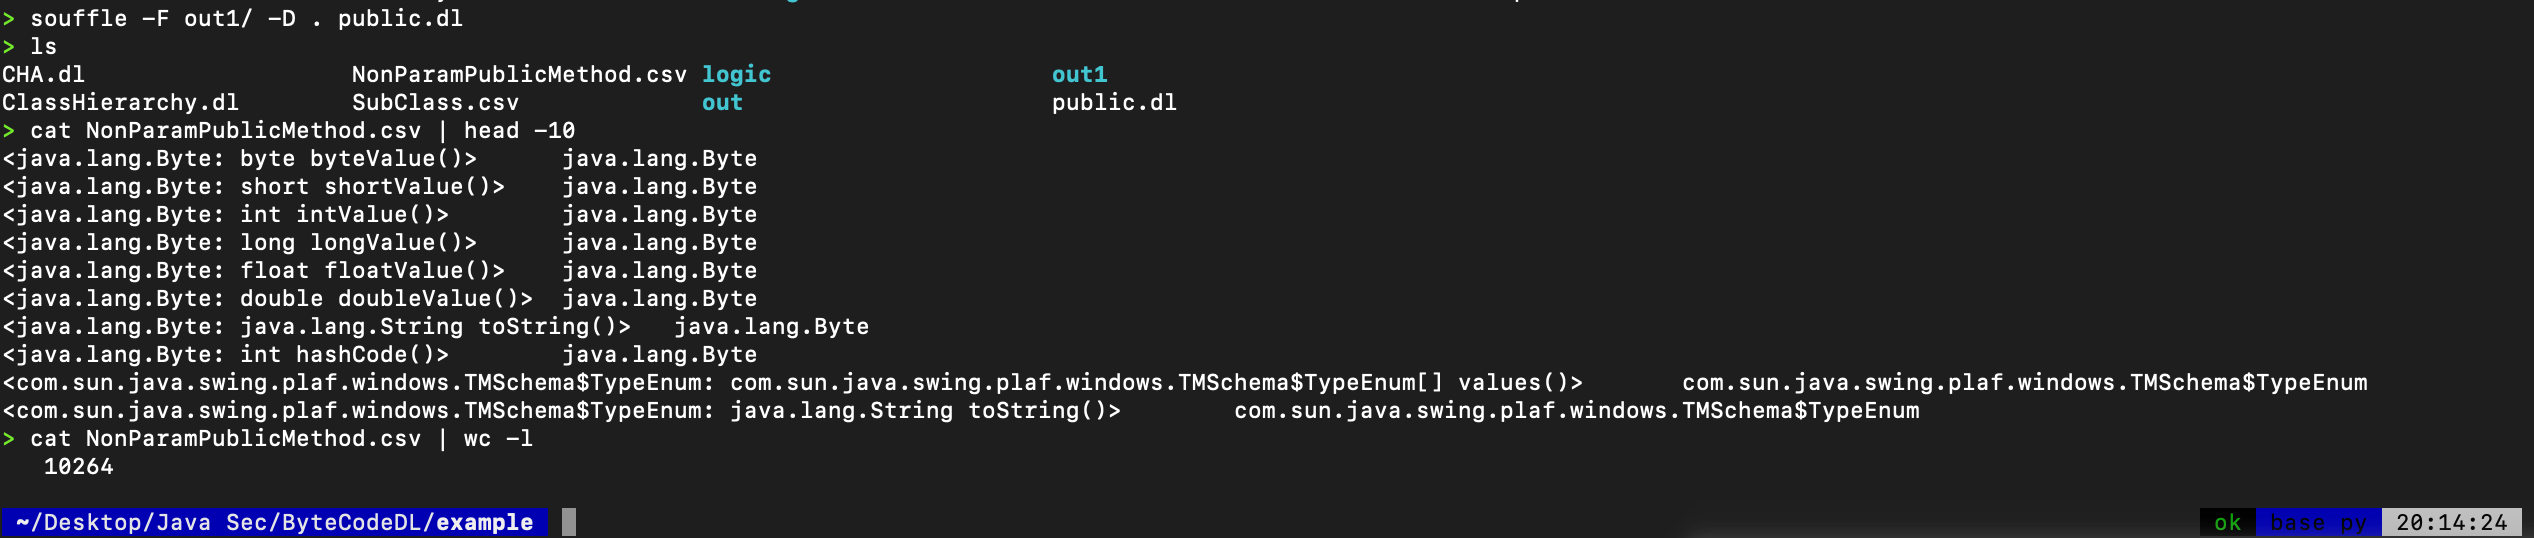 > souffle -F out1/ -D . public.dl
> ls
CHA.dl NonParamPublicMethod.csv logic out1
ClassHierarchy.dl SubClass.csv out public.dl
> cat NonParamPublicMethod.csv | head -10
<java.lang.Byte: byte byteValue()> java.lang.Byte
<java.lang.Byte: short shortValue()> java.lang.Byte
<java.lang.Byte: int intValue()> java.lang.Byte
<java.lang.Byte: long longValue()> java.lang.Byte
<java.lang.Byte: float floatValue()> java.lang.Byte
<java.lang.Byte: double doubleValue()> java.lang.Byte
<java.lang.Byte: java.lang.String toString()> java.lang.Byte
<java.lang.Byte: int hashCode()> java.lang.Byte
<com.sun.java.swing.plaf.windows.TMSchema$TypeEnum: com.sun.java.swing.plaf.windows.TMSchema$TypeEnum[] values()> com.sun.java.swing.plaf.windows.TMSchema$TypeEnum
<com.sun.java.swing.plaf.windows.TMSchema$TypeEnum: java.lang.String toString()> com.sun.java.swing.plaf.windows.TMSchema$TypeEnum
> cat NonParamPublicMethod.csv | wc -l
10264
~/Desktop/Java Sec/ByteCodeDL/example ok base py 20:14:24